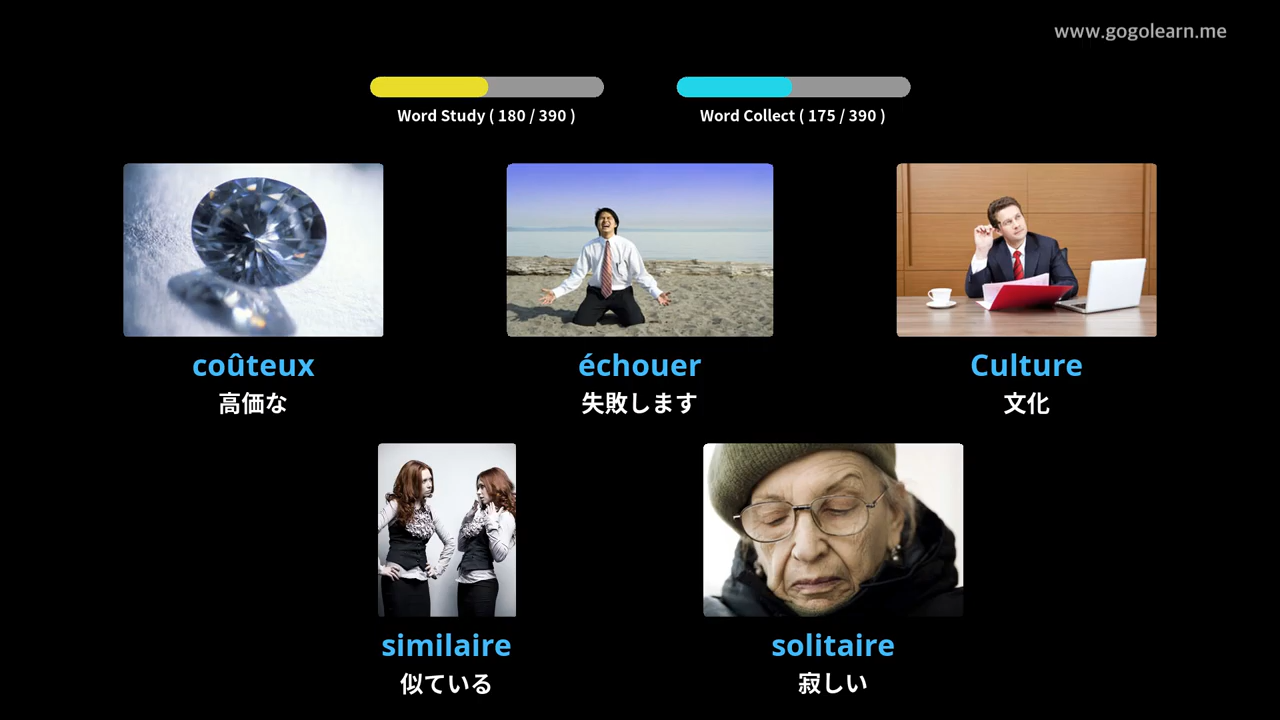 www.gogolearn.me
Word Study ( 180 / 390 )
Word Collect ( 175 / 390 )
coûteux
高価な
échouer
失敗します
Culture
文化
similaire
似ている
solitaire
寂しい